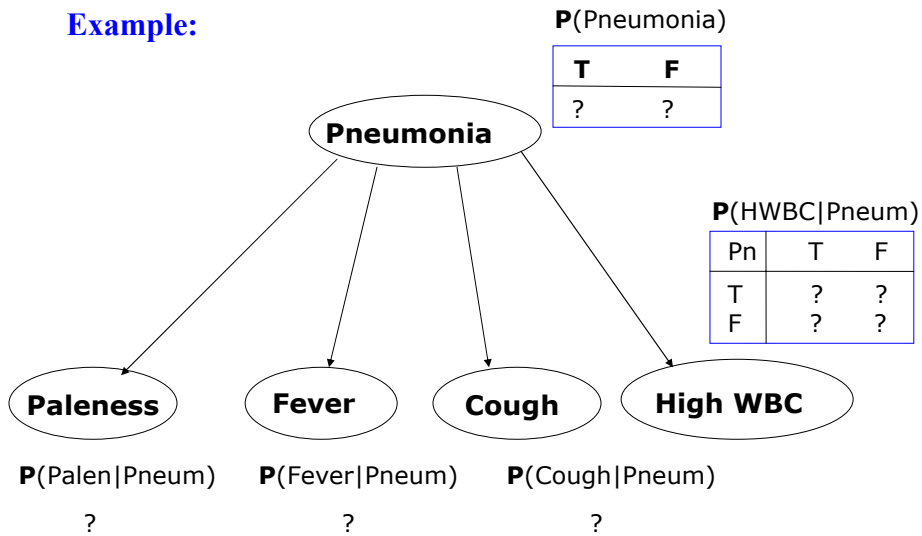 Example:
P(Pneumonia)
T F
? ?
Pneumonia
P(HWBC|Pneum)
Pn T F
T ? ?
F ? ?
Paleness
Fever
Cough
High WBC
P(Palen|Pneum)
P(Fever|Pneum)
P(Cough|Pneum)
?
?
?